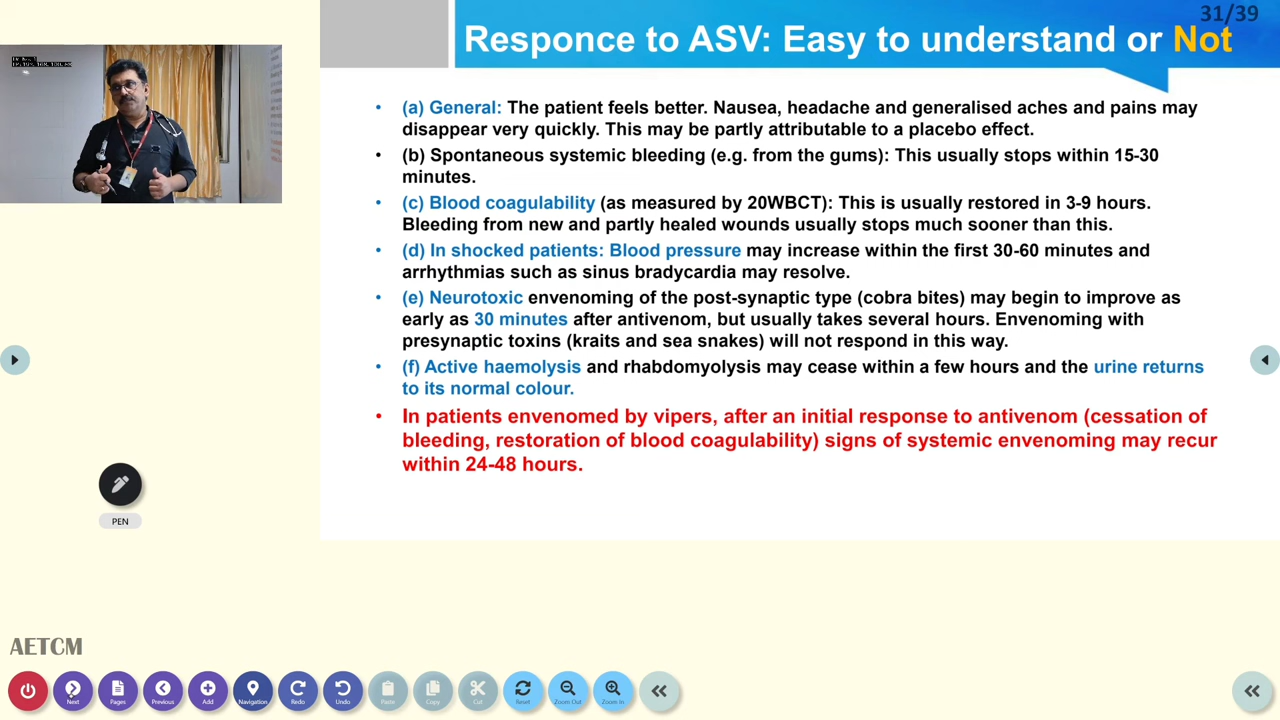 31/39
Responce to ASV: Easy to understand or Not
• (a) General: The patient feels better. Nausea, headache and generalised aches and pains may
disappear very quickly. This may be partly attributable to a placebo effect.
• (b) Spontaneous systemic bleeding (e.g. from the gums): This usually stops within 15-30
minutes.
• (c) Blood coagulability (as measured by 20WBCT): This is usually restored in 3-9 hours.
Bleeding from new and partly healed wounds usually stops much sooner than this.
• (d) In shocked patients: Blood pressure may increase within the first 30-60 minutes and
arrhythmias such as sinus bradycardia may resolve.
• (e) Neurotoxic envenoming of the post-synaptic type (cobra bites) may begin to improve as
early as 30 minutes after antivenom, but usually takes several hours. Envenoming with
presynaptic toxins (kraits and sea snakes) will not respond in this way.
• (f) Active haemolysis and rhabdomyolysis may cease within a few hours and the urine returns
to its normal colour.
• In patients envenomed by vipers, after an initial response to antivenom (cessation of
bleeding, restoration of blood coagulability) signs of systemic envenoming may recur
within 24-48 hours.
PEN
AETCM
Next Pages Previous Add Navigation Redo Undo Paste Copy Cut Reset Zoom Out Zoom In